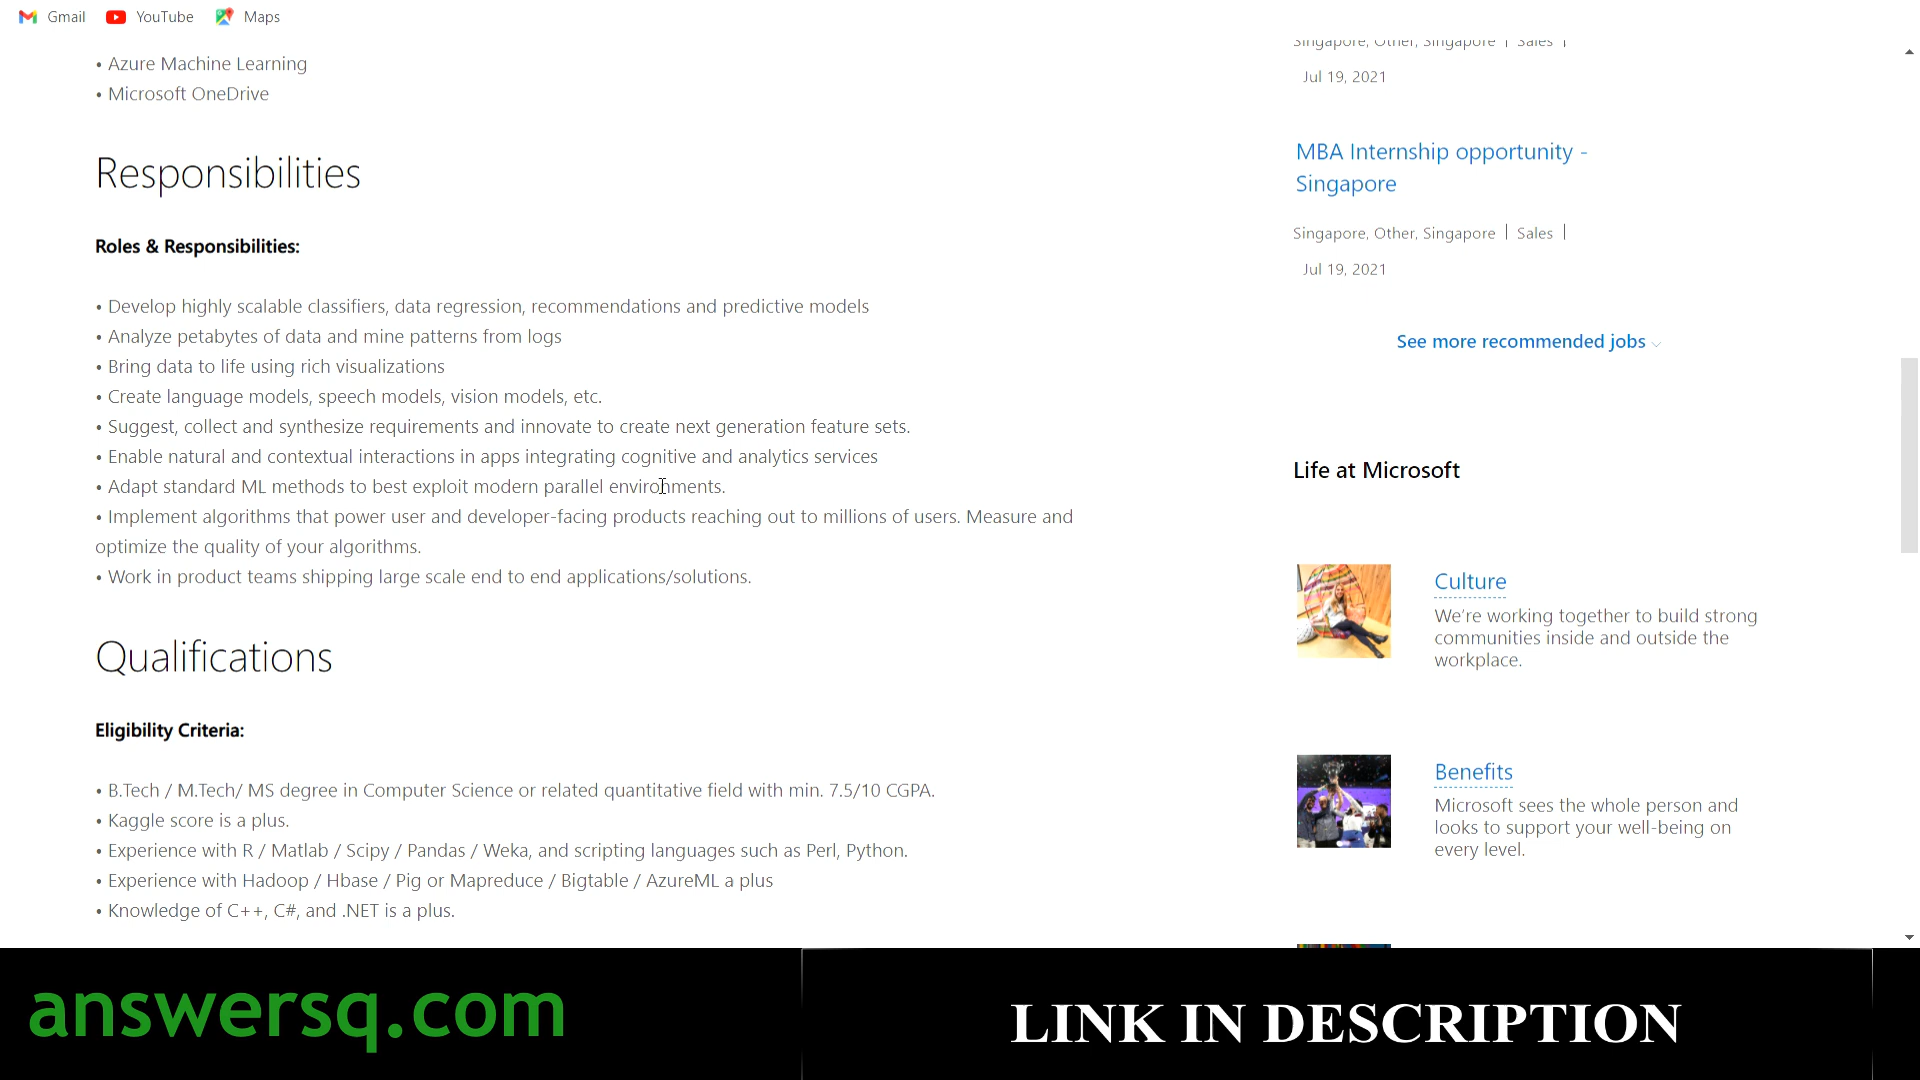 Gmail YouTube Maps
• Azure Machine Learning
• Microsoft OneDrive
Responsibilities
Roles & Responsibilities:
• Develop highly scalable classifiers, data regression, recommendations and predictive models
• Analyze petabytes of data and mine patterns from logs
• Bring data to life using rich visualizations
• Create language models, speech models, vision models, etc.
• Suggest, collect and synthesize requirements and innovate to create next generation feature sets.
• Enable natural and contextual interactions in apps integrating cognitive and analytics services
• Adapt standard ML methods to best exploit modern parallel environments.
• Implement algorithms that power user and developer-facing products reaching out to millions of users. Measure and
optimize the quality of your algorithms.
• Work in product teams shipping large scale end to end applications/solutions.
Qualifications
Eligibility Criteria:
• B.Tech / M.Tech/ MS degree in Computer Science or related quantitative field with min. 7.5/10 CGPA.
• Kaggle score is a plus.
• Experience with R / Matlab / Scipy / Pandas / Weka, and scripting languages such as Perl, Python.
• Experience with Hadoop / Hbase / Pig or Mapreduce / Bigtable / AzureML a plus
• Knowledge of C++, C#, and .NET is a plus.
Singapore, Other, Singapore | Sales |
Jul 19, 2021
MBA Internship opportunity -
Singapore
Singapore, Other, Singapore | Sales |
Jul 19, 2021
See more recommended jobs
Life at Microsoft
Culture
We're working together to build strong
communities inside and outside the
workplace.
Benefits
Microsoft sees the whole person and
looks to support your well-being on
every level.
answersq.com
LINK IN DESCRIPTION